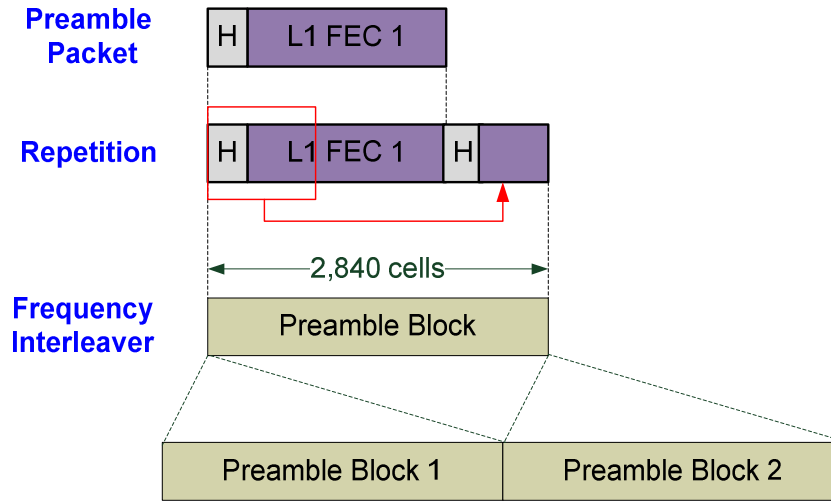 Preamble
Packet
H L1 FEC 1
Repetition
H L1 FEC 1 H
2,840 cells
Frequency
Interleaver
Preamble Block
Preamble Block 1 Preamble Block 2